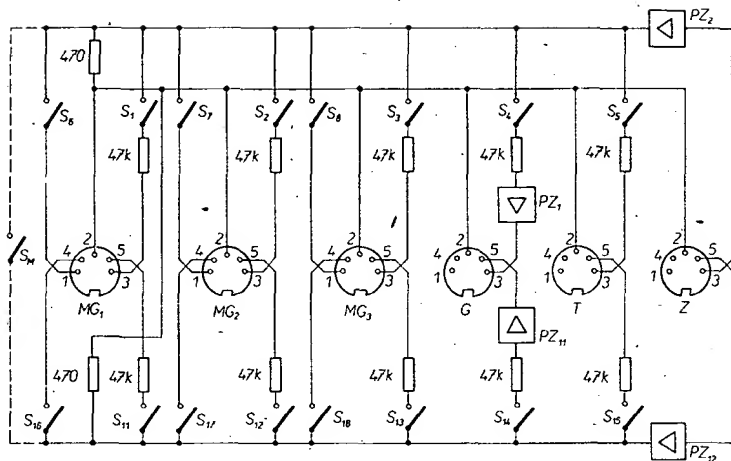 PZ₂
470
S₆ S₁ S₇ S₂ S₈ S₃ S₄ S₅
47k 47k 47k 47k 47k
PZ₁
S_M
2 2 2 2 2 2
4 5 4 5 4 5 4 5 4 5 4 5
1 3 1 3 1 3 1 3 1 3 1 3
MG₁ MG₂ MG₃ G T Z
PZ₁₁
470 47k 47k 47k 47k 47k
S₁₆ S₁₁ S₁₇ S₁₂ S₁₈ S₁₃ S₁₄ S₁₅
PZ₁₂